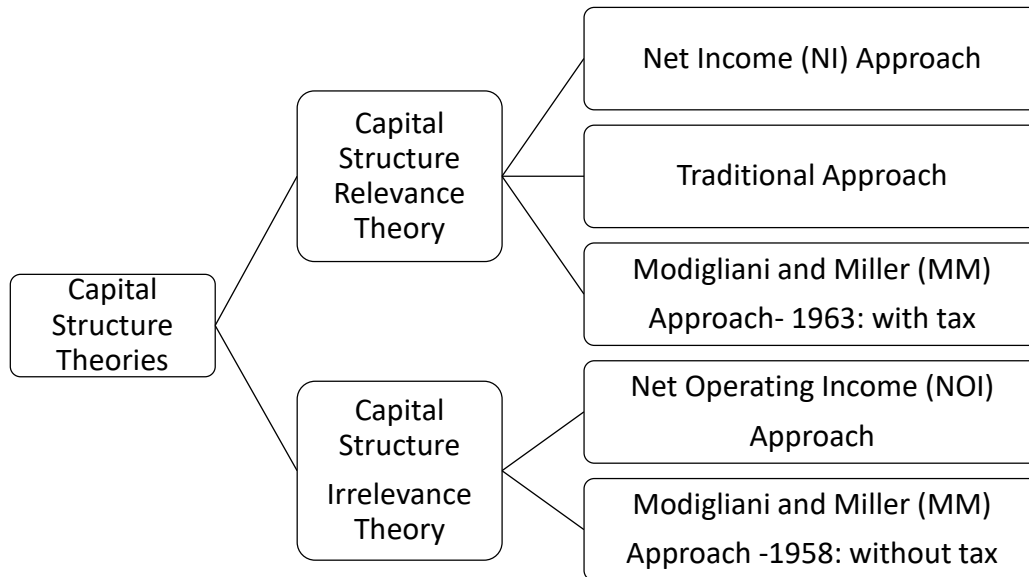 Capital
Structure
Theories
Capital
Structure
Relevance
Theory
Net Income (NI) Approach
Traditional Approach
Modigliani and Miller (MM)
Approach- 1963: with tax
Capital
Structure
Irrelevance
Theory
Net Operating Income (NOI)
Approach
Modigliani and Miller (MM)
Approach -1958: without tax